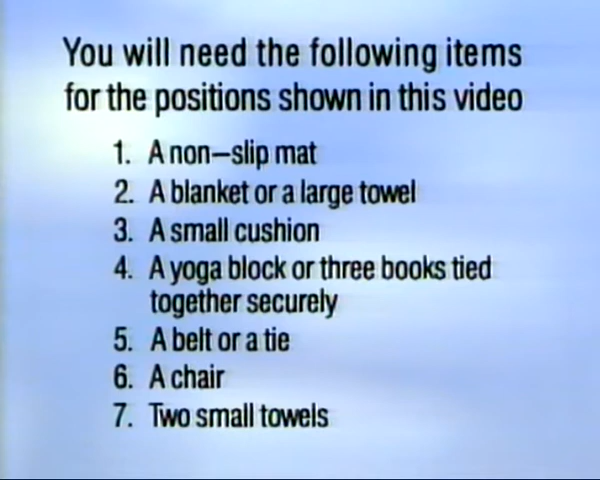 You will need the following items
for the positions shown in this video
1. A non–slip mat
2. A blanket or a large towel
3. A small cushion
4. A yoga block or three books tied
together securely
5. A belt or a tie
6. A chair
7. Two small towels